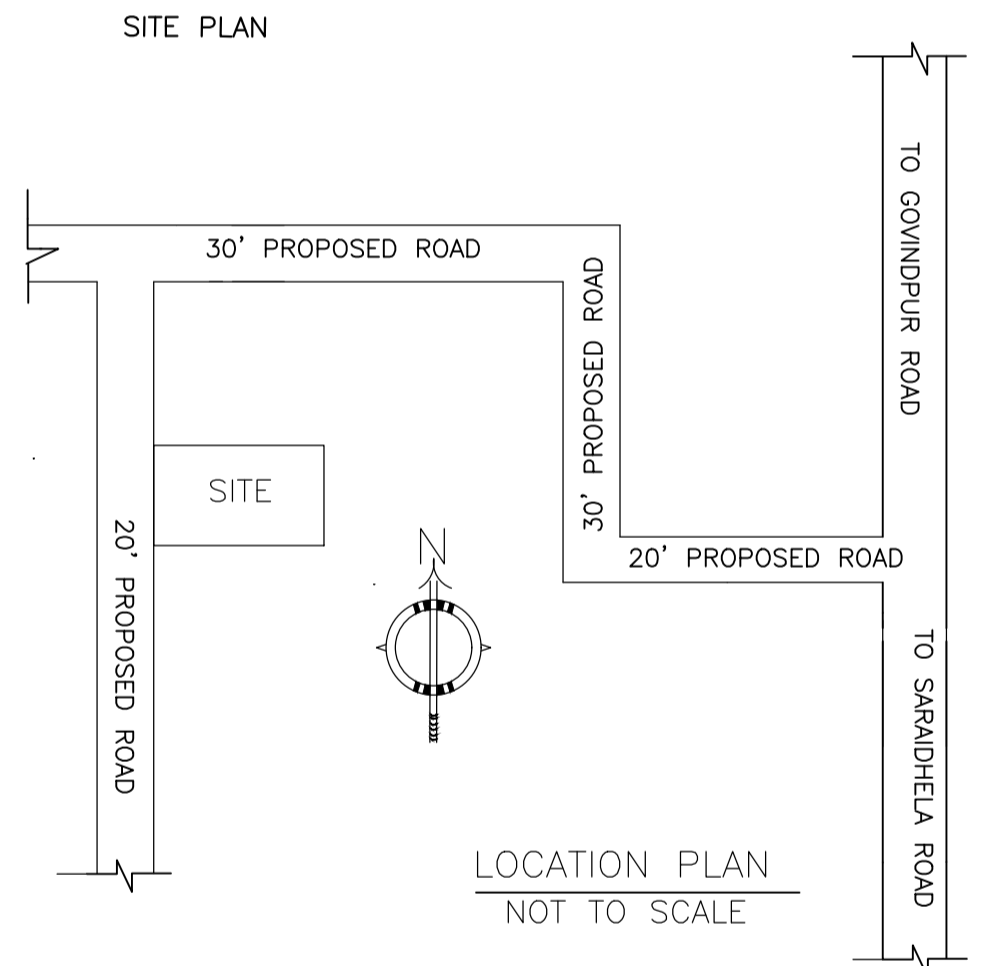 SITE PLAN
TO GOVINDPUR ROAD
30' PROPOSED ROAD
30' PROPOSED ROAD
SITE
20' PROPOSED ROAD
N
20' PROPOSED ROAD
TO SARAIDHELA ROAD
LOCATION PLAN
NOT TO SCALE